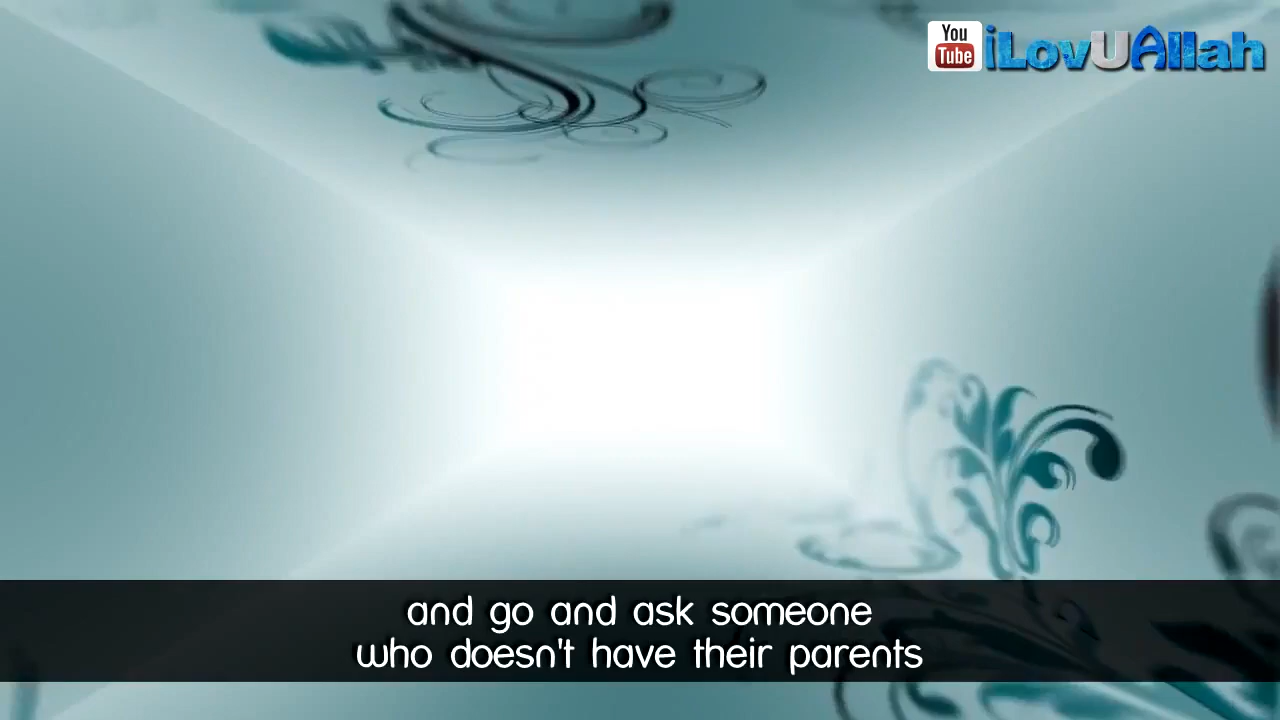 You
Tube
iLovUAllah
and go and ask someone
who doesn't have their parents